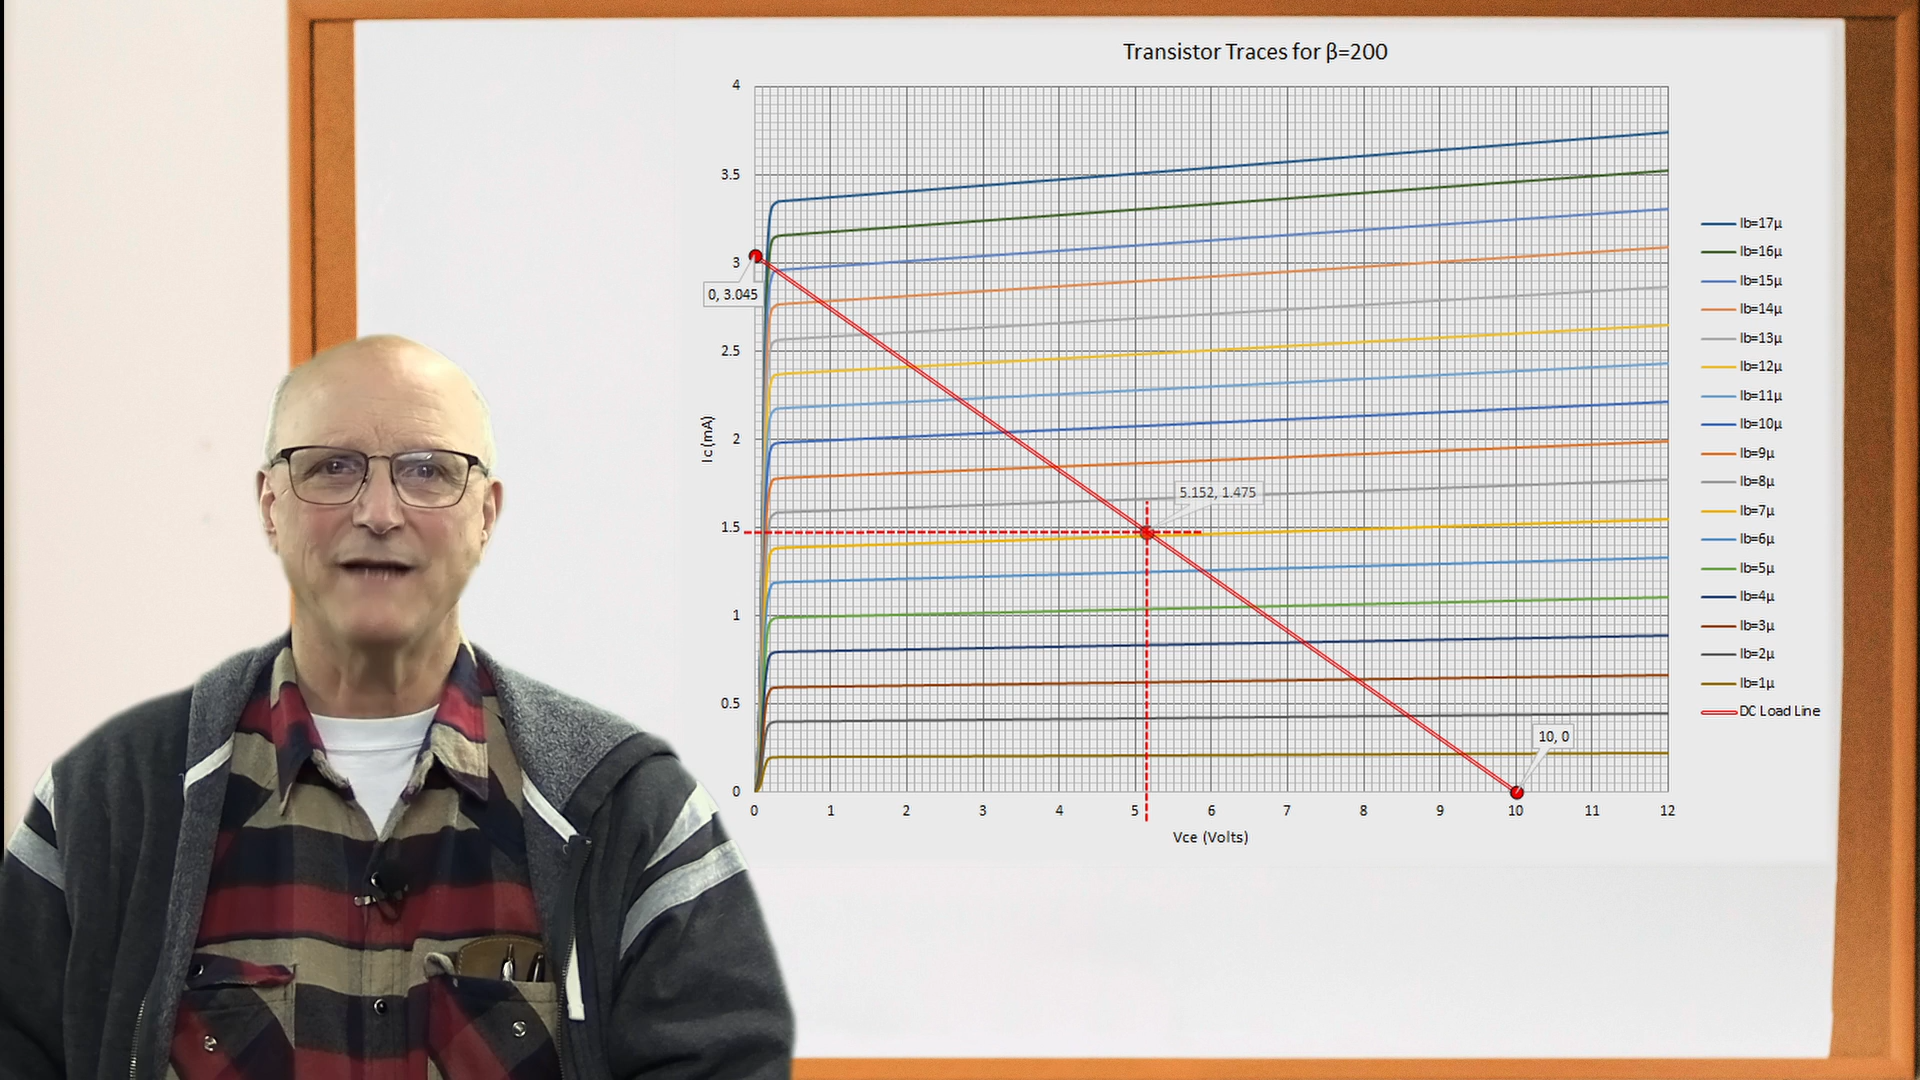 Transistor Traces for β=200
4
3.5
3
2.5
2
1.5
1
0.5
0
Ic(mA)
0, 3.045
5.152, 1.475
10, 0
0 1 2 3 4 5 6 7 8 9 10 11 12
Vce (Volts)
Ib=17μ
Ib=16μ
Ib=15μ
Ib=14μ
Ib=13μ
Ib=12μ
Ib=11μ
Ib=10μ
Ib=9μ
Ib=8μ
Ib=7μ
Ib=6μ
Ib=5μ
Ib=4μ
Ib=3μ
Ib=2μ
Ib=1μ
DC Load Line